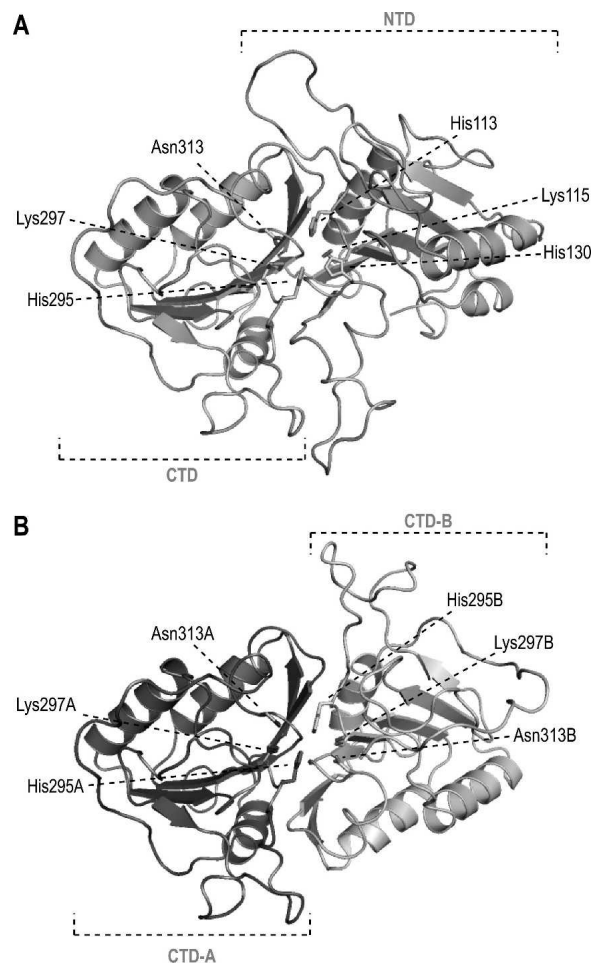 A
NTD
His113
Asn313
Lys115
Lys297
His130
His295
CTD
B
CTD-B
His295B
Asn313A
Lys297B
Lys297A
Asn313B
His295A
CTD-A